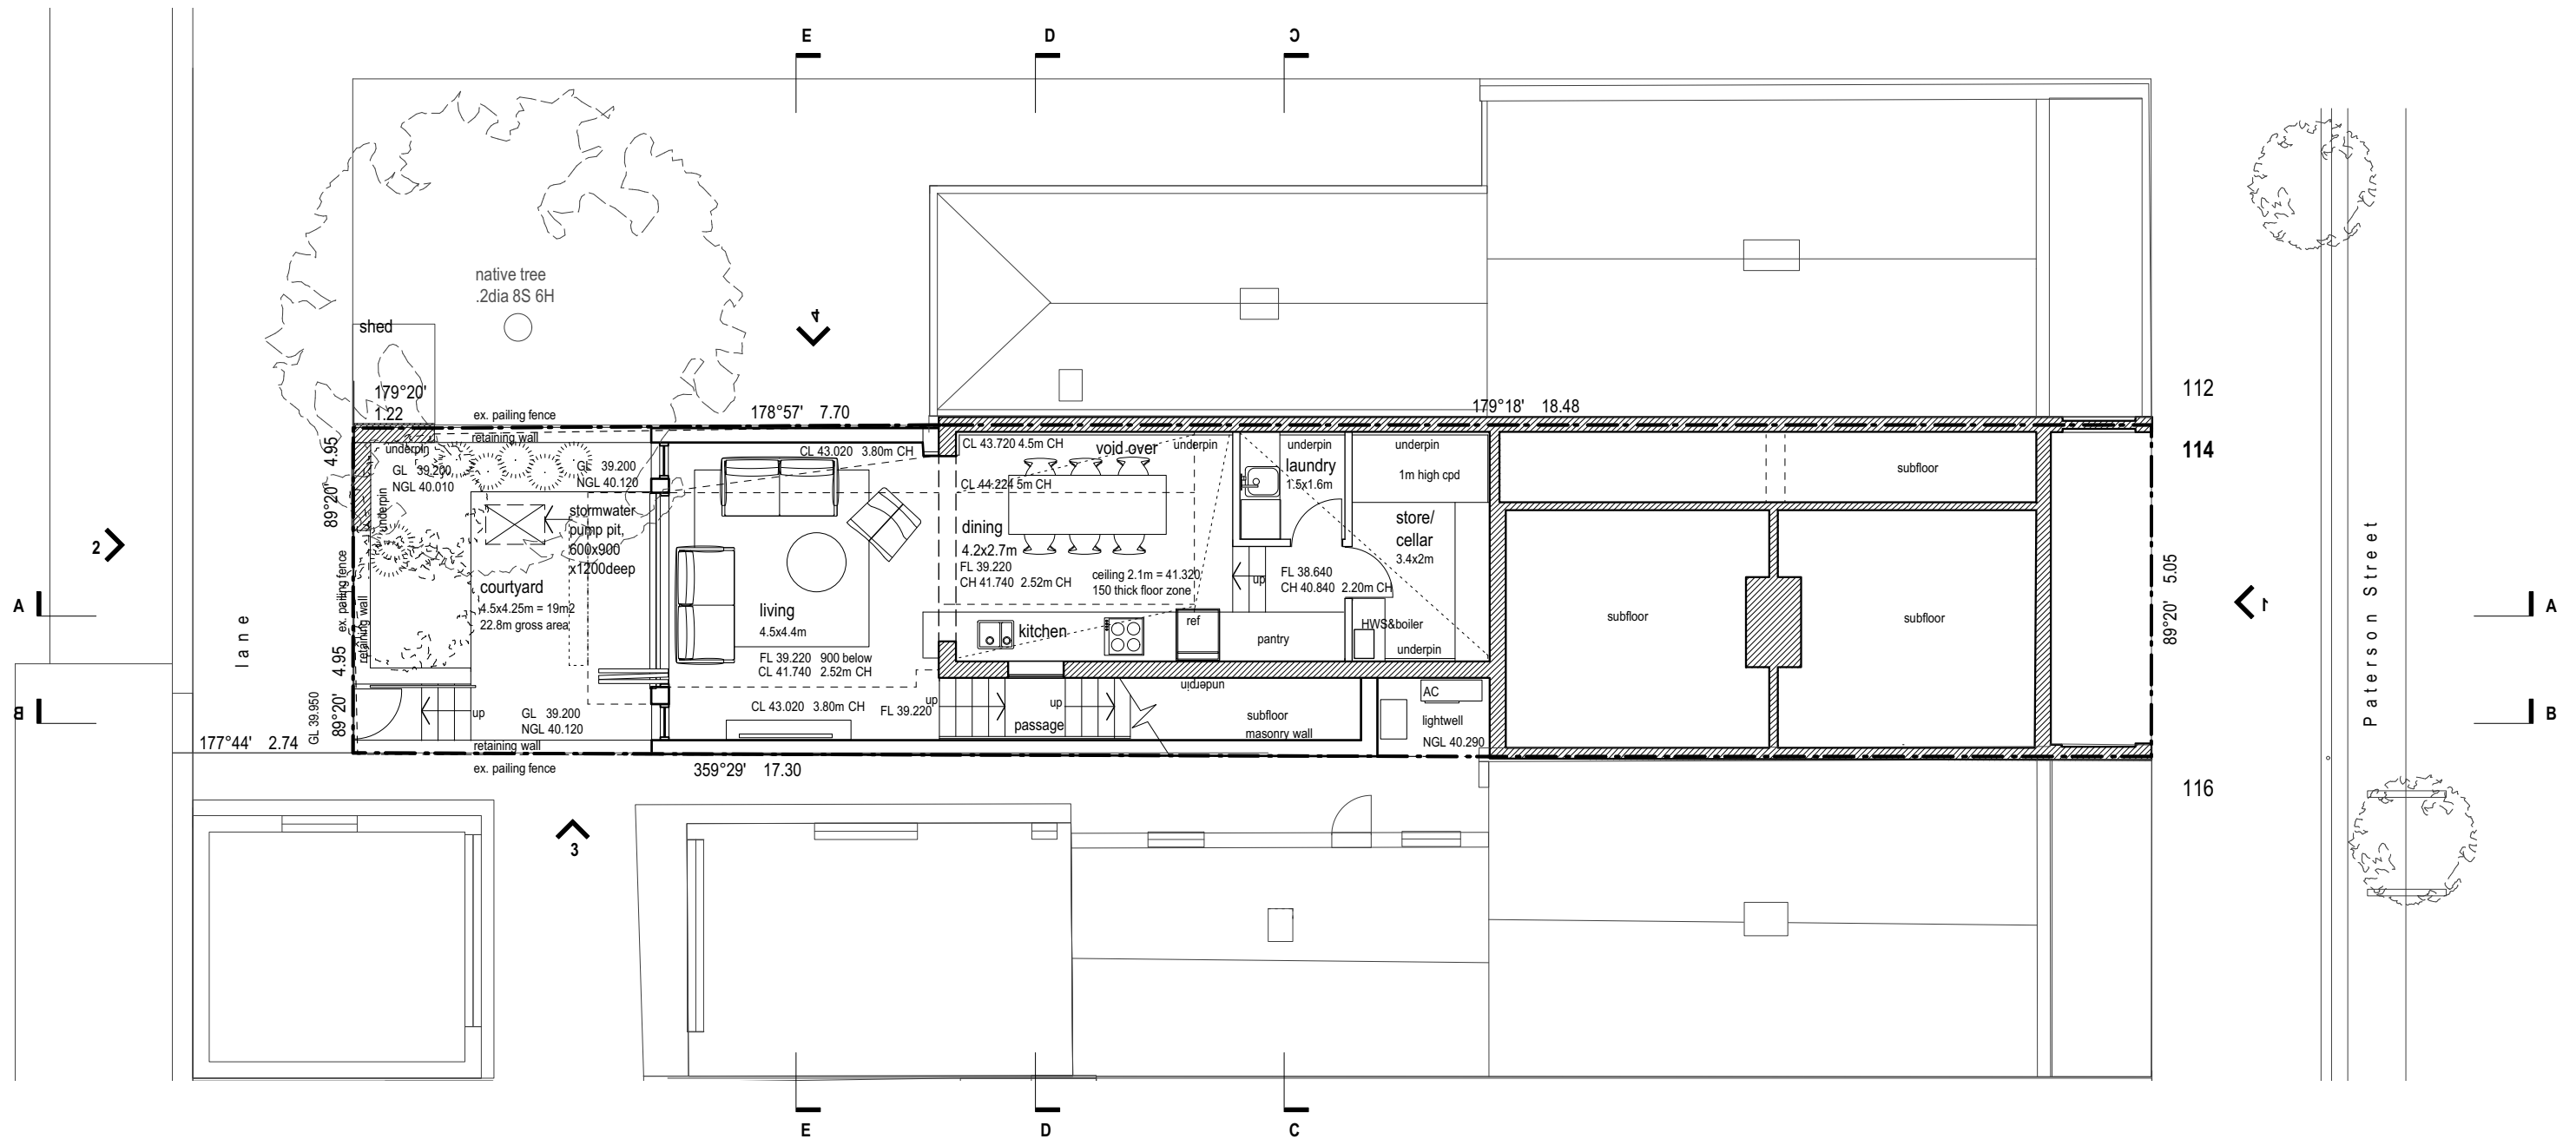 E
D
C
native tree
.2dia 8S 6H
shed
4
179°20'
1.22
ex. pailing fence
178°57' 7.70
179°18' 18.48
112
retaining wall
underpin
GL 39.200
NGL 40.010
GL 39.200
NGL 40.120
89°20' 4.95
underpin
CL 43.020 3.80m CH
CL 43.720 4.5m CH
void over
underpin
CL 44.224 5m CH
underpin
laundry
1.5x1.6m
underpin
1m high cpd
subfloor
114
stormwater
pump pit,
600x900
x1200deep
dining
4.2x2.7m
FL 39.220
CH 41.740 2.52m CH
ceiling 2.1m = 41.320
150 thick floor zone
up
FL 38.640
CH 40.840 2.20m CH
store/
cellar
3.4x2m
2
courtyard
4.5x4.25m = 19m2
22.8m gross area
living
4.5x4.4m
FL 39.220 900 below
CL 41.740 2.52m CH
kitchen
ref
pantry
HWS&boiler
underpin
subfloor
subfloor
89°20' 5.05
1
Paterson Street
A
A
B
B
lane
ex. pailing fence
retaining wall
89°20' 4.95
GL 39.950
177°44' 2.74
up
GL 39.200
NGL 40.120
retaining wall
ex. pailing fence
CL 43.020 3.80m CH
FL 39.220
up
passage
up
underpin
subfloor
masonry wall
AC
lightwell
NGL 40.290
359°29' 17.30
116
3
E
D
C